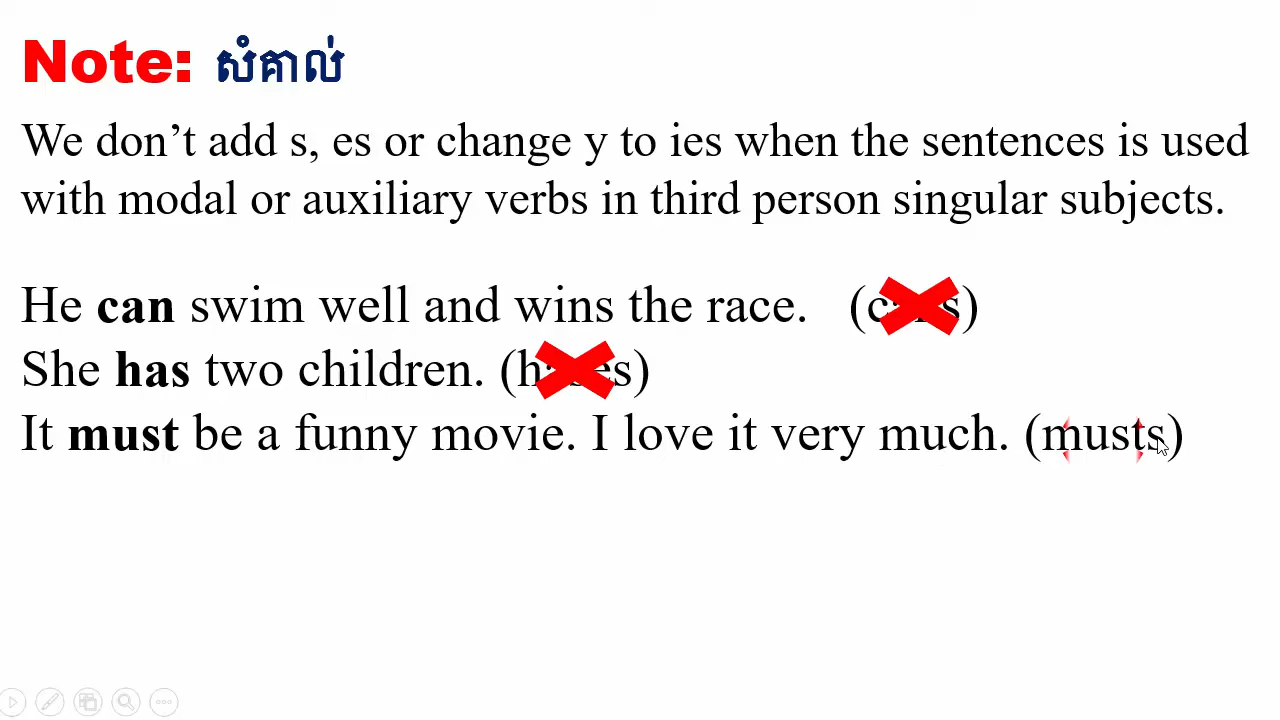 Note: សំគាល់
We don’t add s, es or change y to ies when the sentences is used
with modal or auxiliary verbs in third person singular subjects.
He can swim well and wins the race.
She has two children.
It must be a funny movie. I love it very much. (musts)